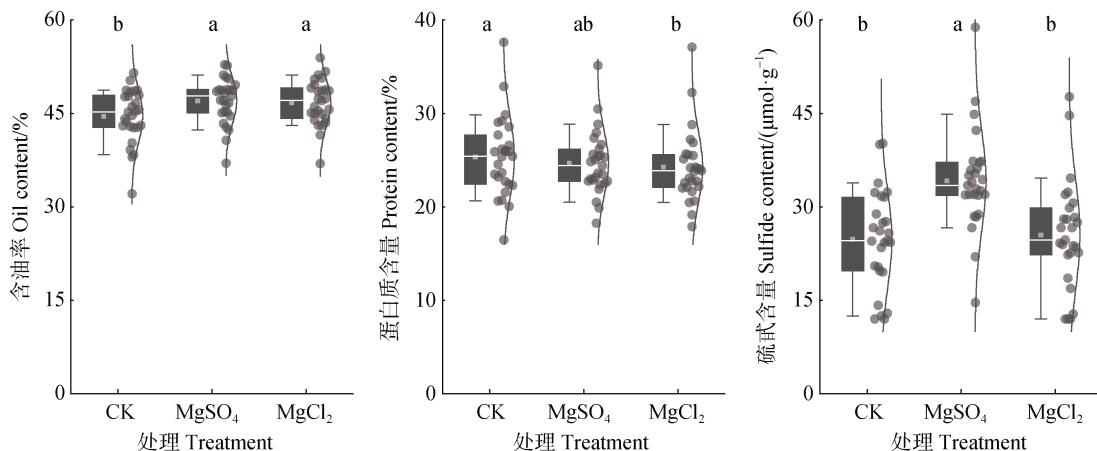 60
45
30
15
0
含油率 Oil content/%
b
a
a
CK
MgSO₄
MgCl₂
处理 Treatment
40
30
20
10
0
蛋白质含量 Protein content/%
a
ab
b
CK
MgSO₄
MgCl₂
处理 Treatment
60
45
30
15
0
硫甙含量 Sulfide content/(μmol·g⁻¹)
b
a
b
CK
MgSO₄
MgCl₂
处理 Treatment